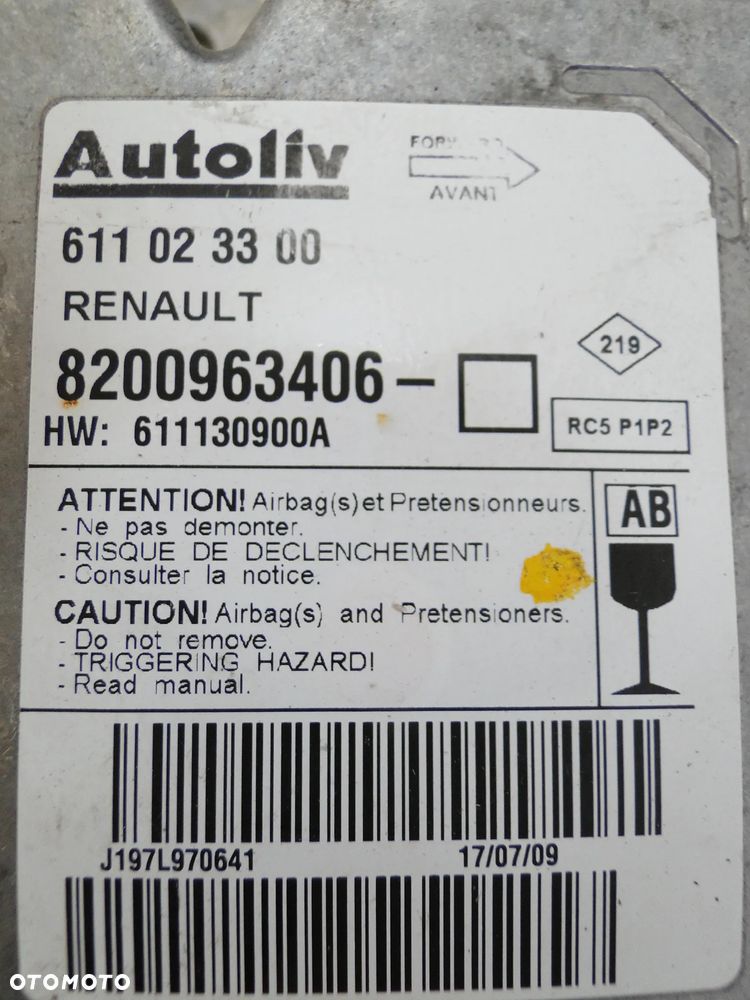 Autoliv
FORWARD
AVANT
611 02 33 00
RENAULT
8200963406 -
219
HW: 611130900A
RC5 P1P2
ATTENTION! Airbag(s) et Pretensionneurs.
- Ne pas demonter.
- RISQUE DE DECLENCHEMENT!
- Consulter la notice.
AB
CAUTION! Airbag(s) and Pretensioners.
- Do not remove.
- TRIGGERING HAZARD!
- Read manual.
J197L970641 17/07/09
OTOMOTO